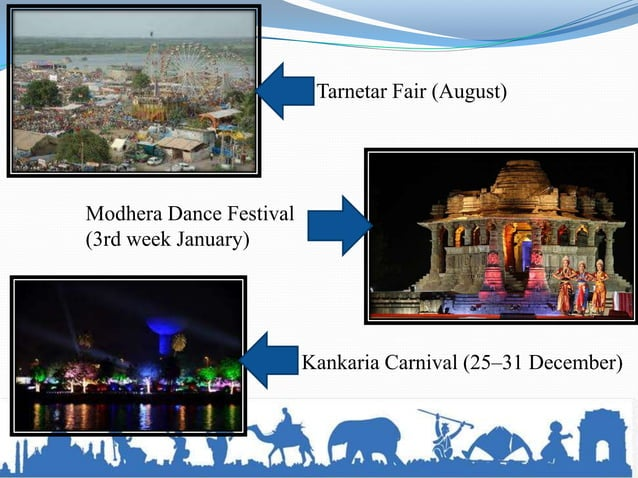 Tarnetar Fair (August)
Modhera Dance Festival
(3rd week January)
Kankaria Carnival (25–31 December)